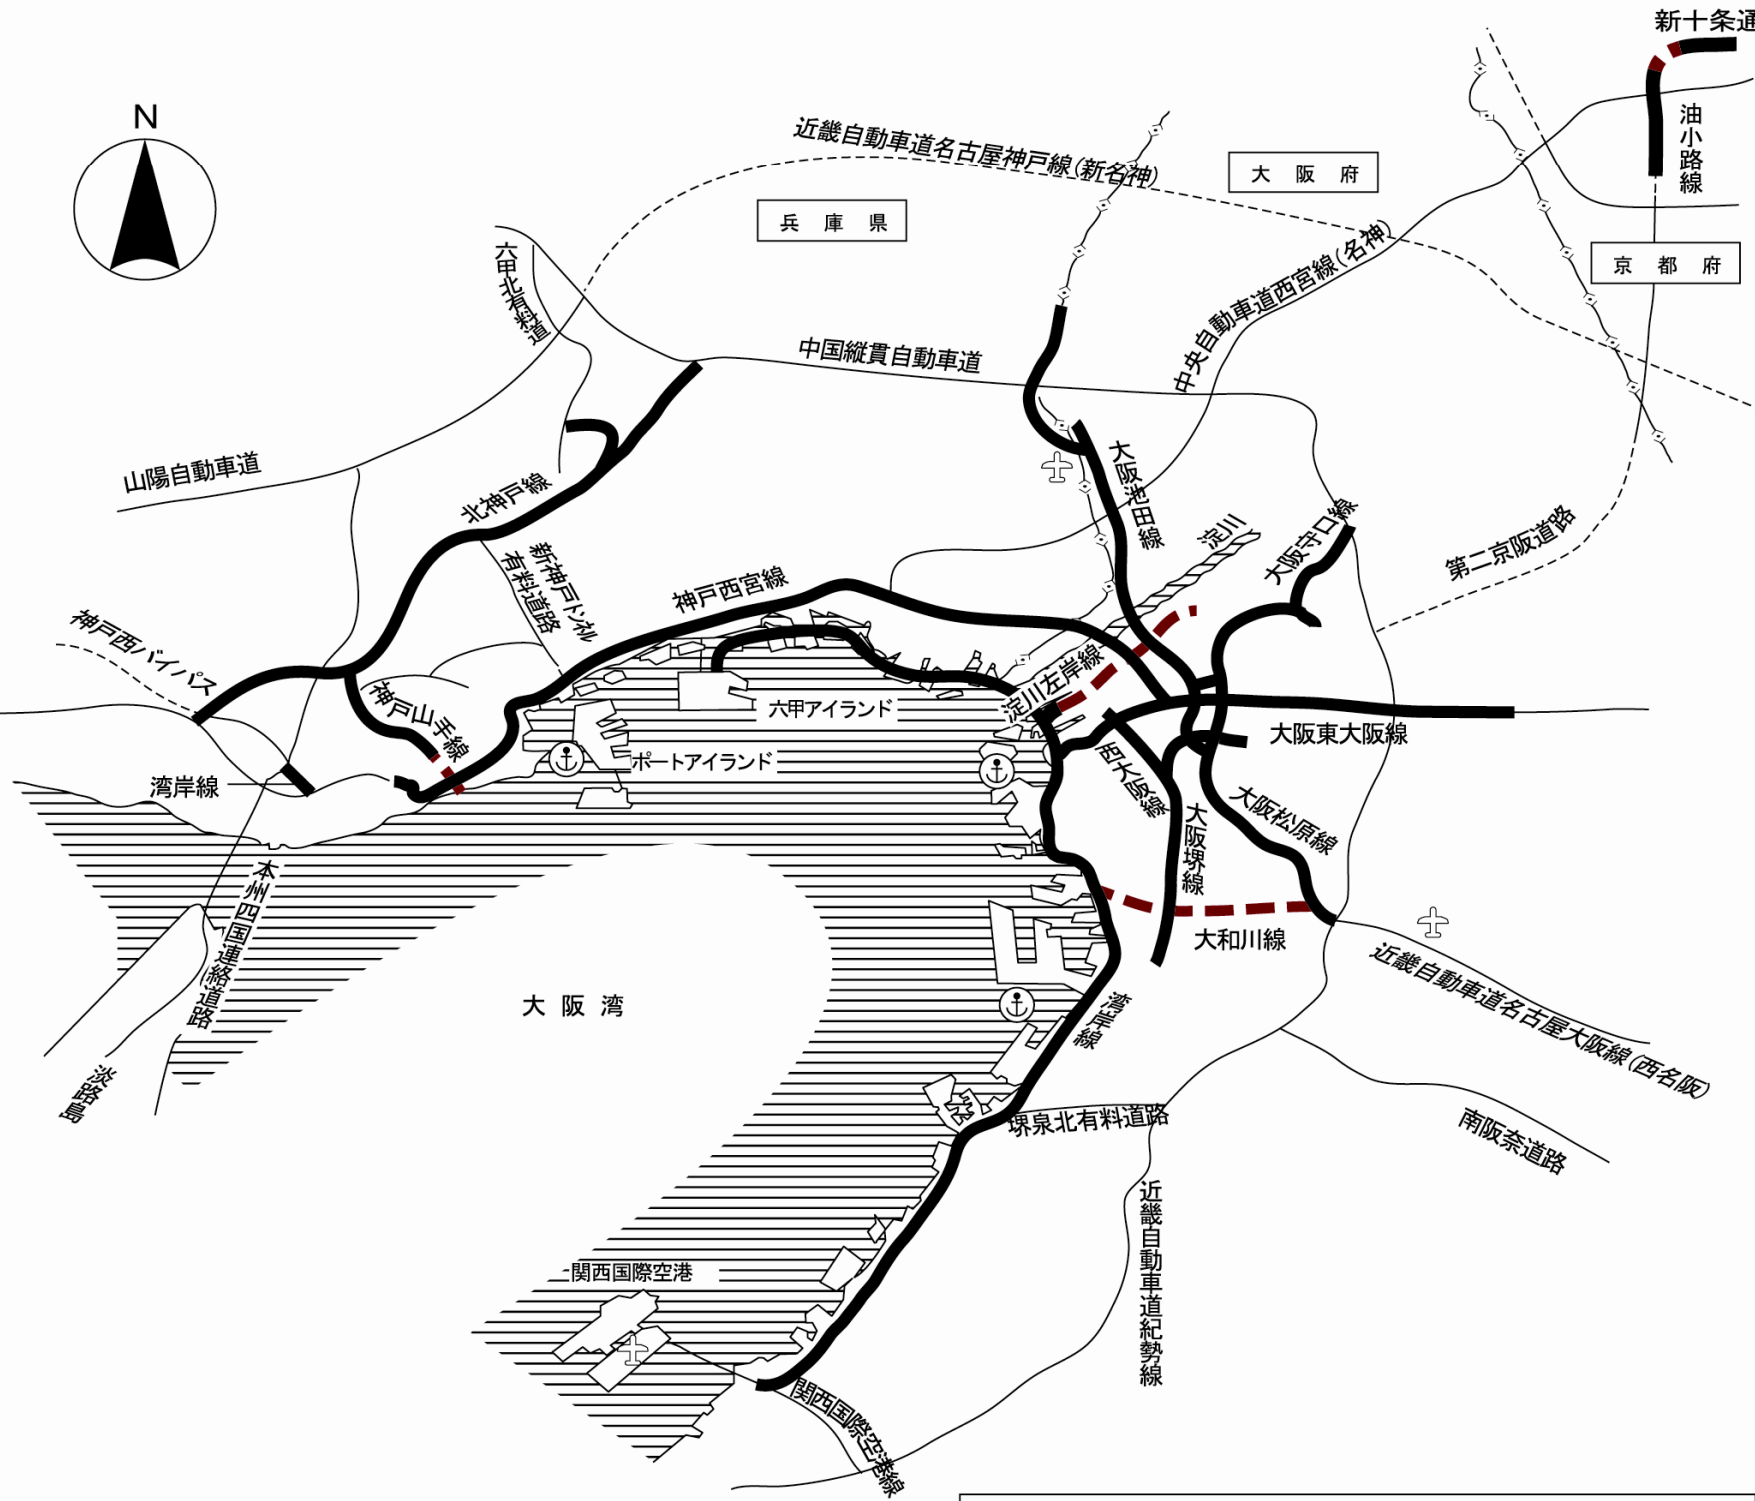 新十条通
N
油小路線
近畿自動車道名古屋神戸線(新名神)
大阪府
兵庫県
京都府
六甲北有料道
中央自動車道西宮線(名神)
中国縦貫自動車道
山陽自動車道
北神戸線
大阪池田線
淀川
大阪守口線
第二京阪道路
新神戸トンネル
有料道路
神戸西宮線
神戸西バイパス
神戸山手線
淀川左岸線
六甲アイランド
ポートアイランド
大阪東大阪線
西大阪線
湾岸線
大阪松原線
大阪堺線
本州四国連絡道路
大和川線
近畿自動車道名古屋大阪線(西名阪)
大阪湾
湾岸線
淡路島
堺泉北有料道路
南阪奈道路
近畿自動車道紀勢線
関西国際空港
関西国際空港線